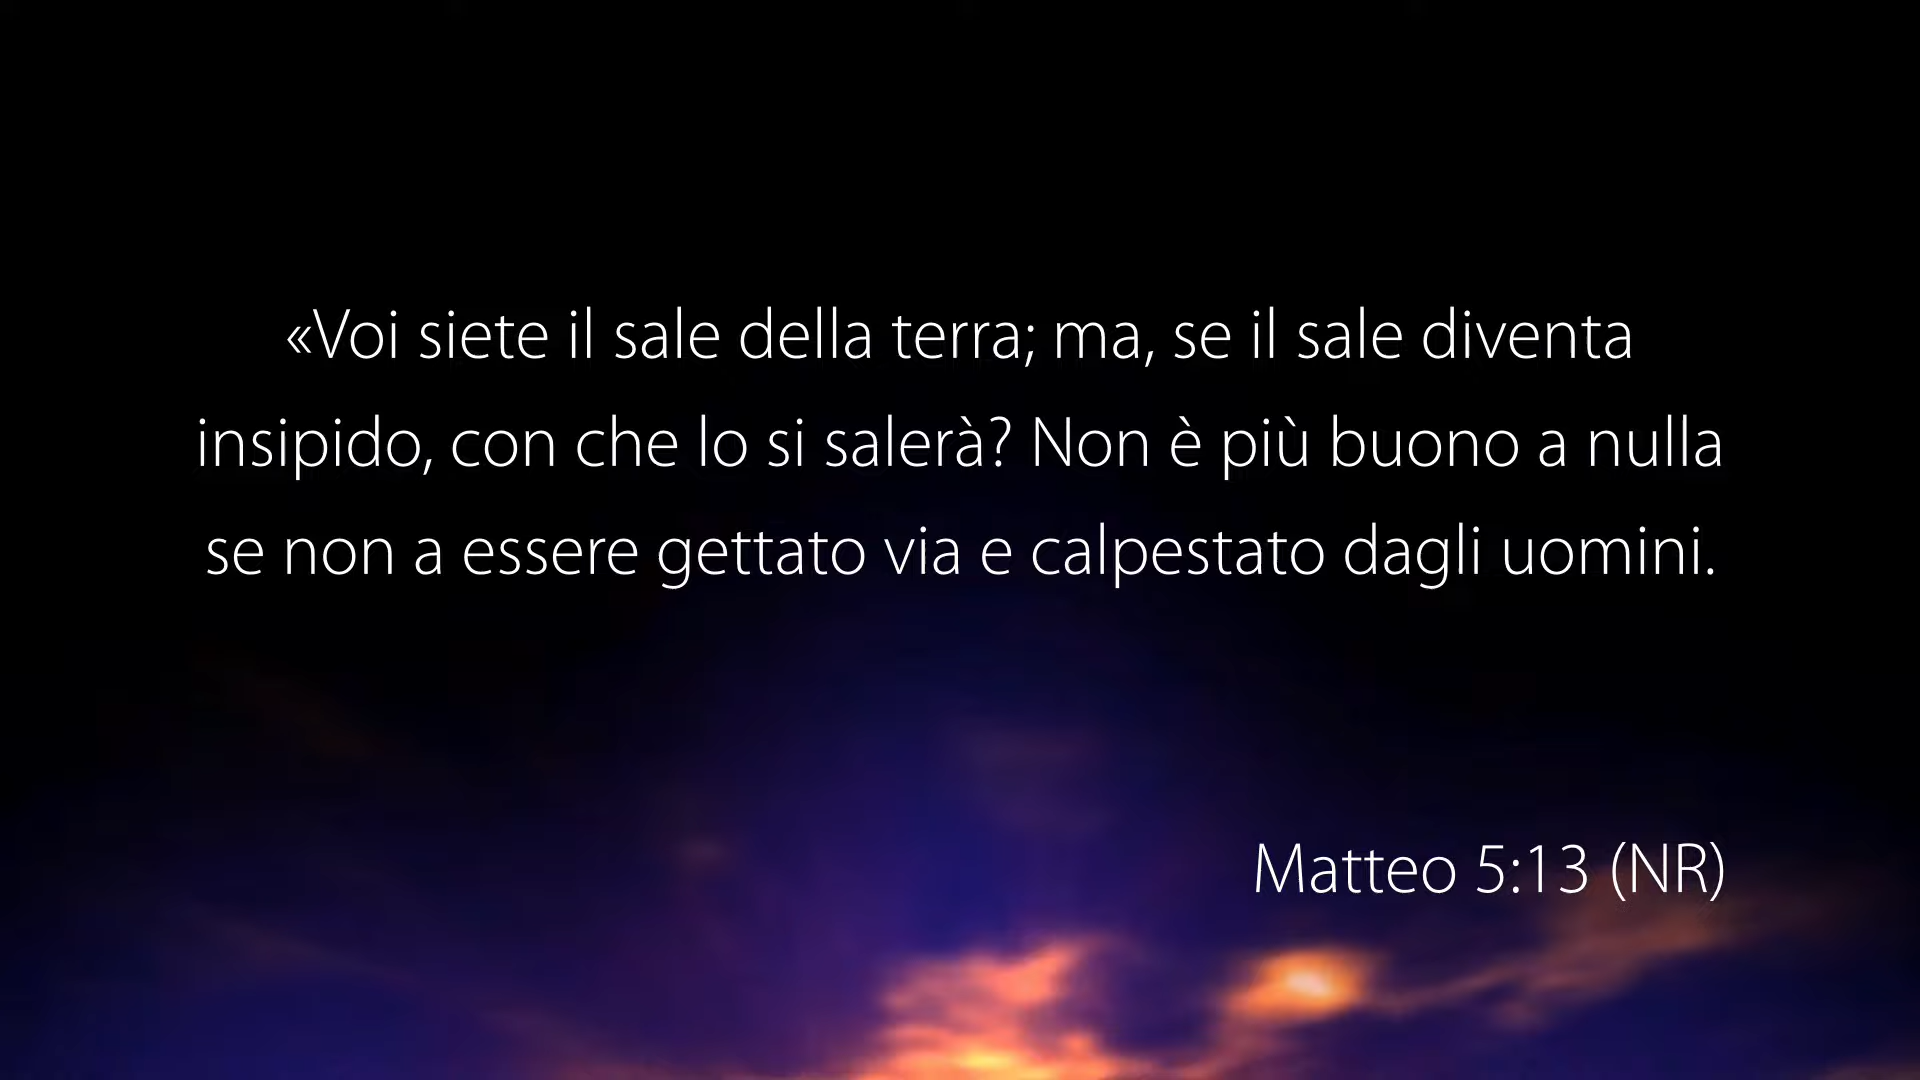 «Voi siete il sale della terra; ma, se il sale diventa
insipido, con che lo si salerà? Non è più buono a nulla
se non a essere gettato via e calpestato dagli uomini.
Matteo 5:13 (NR)